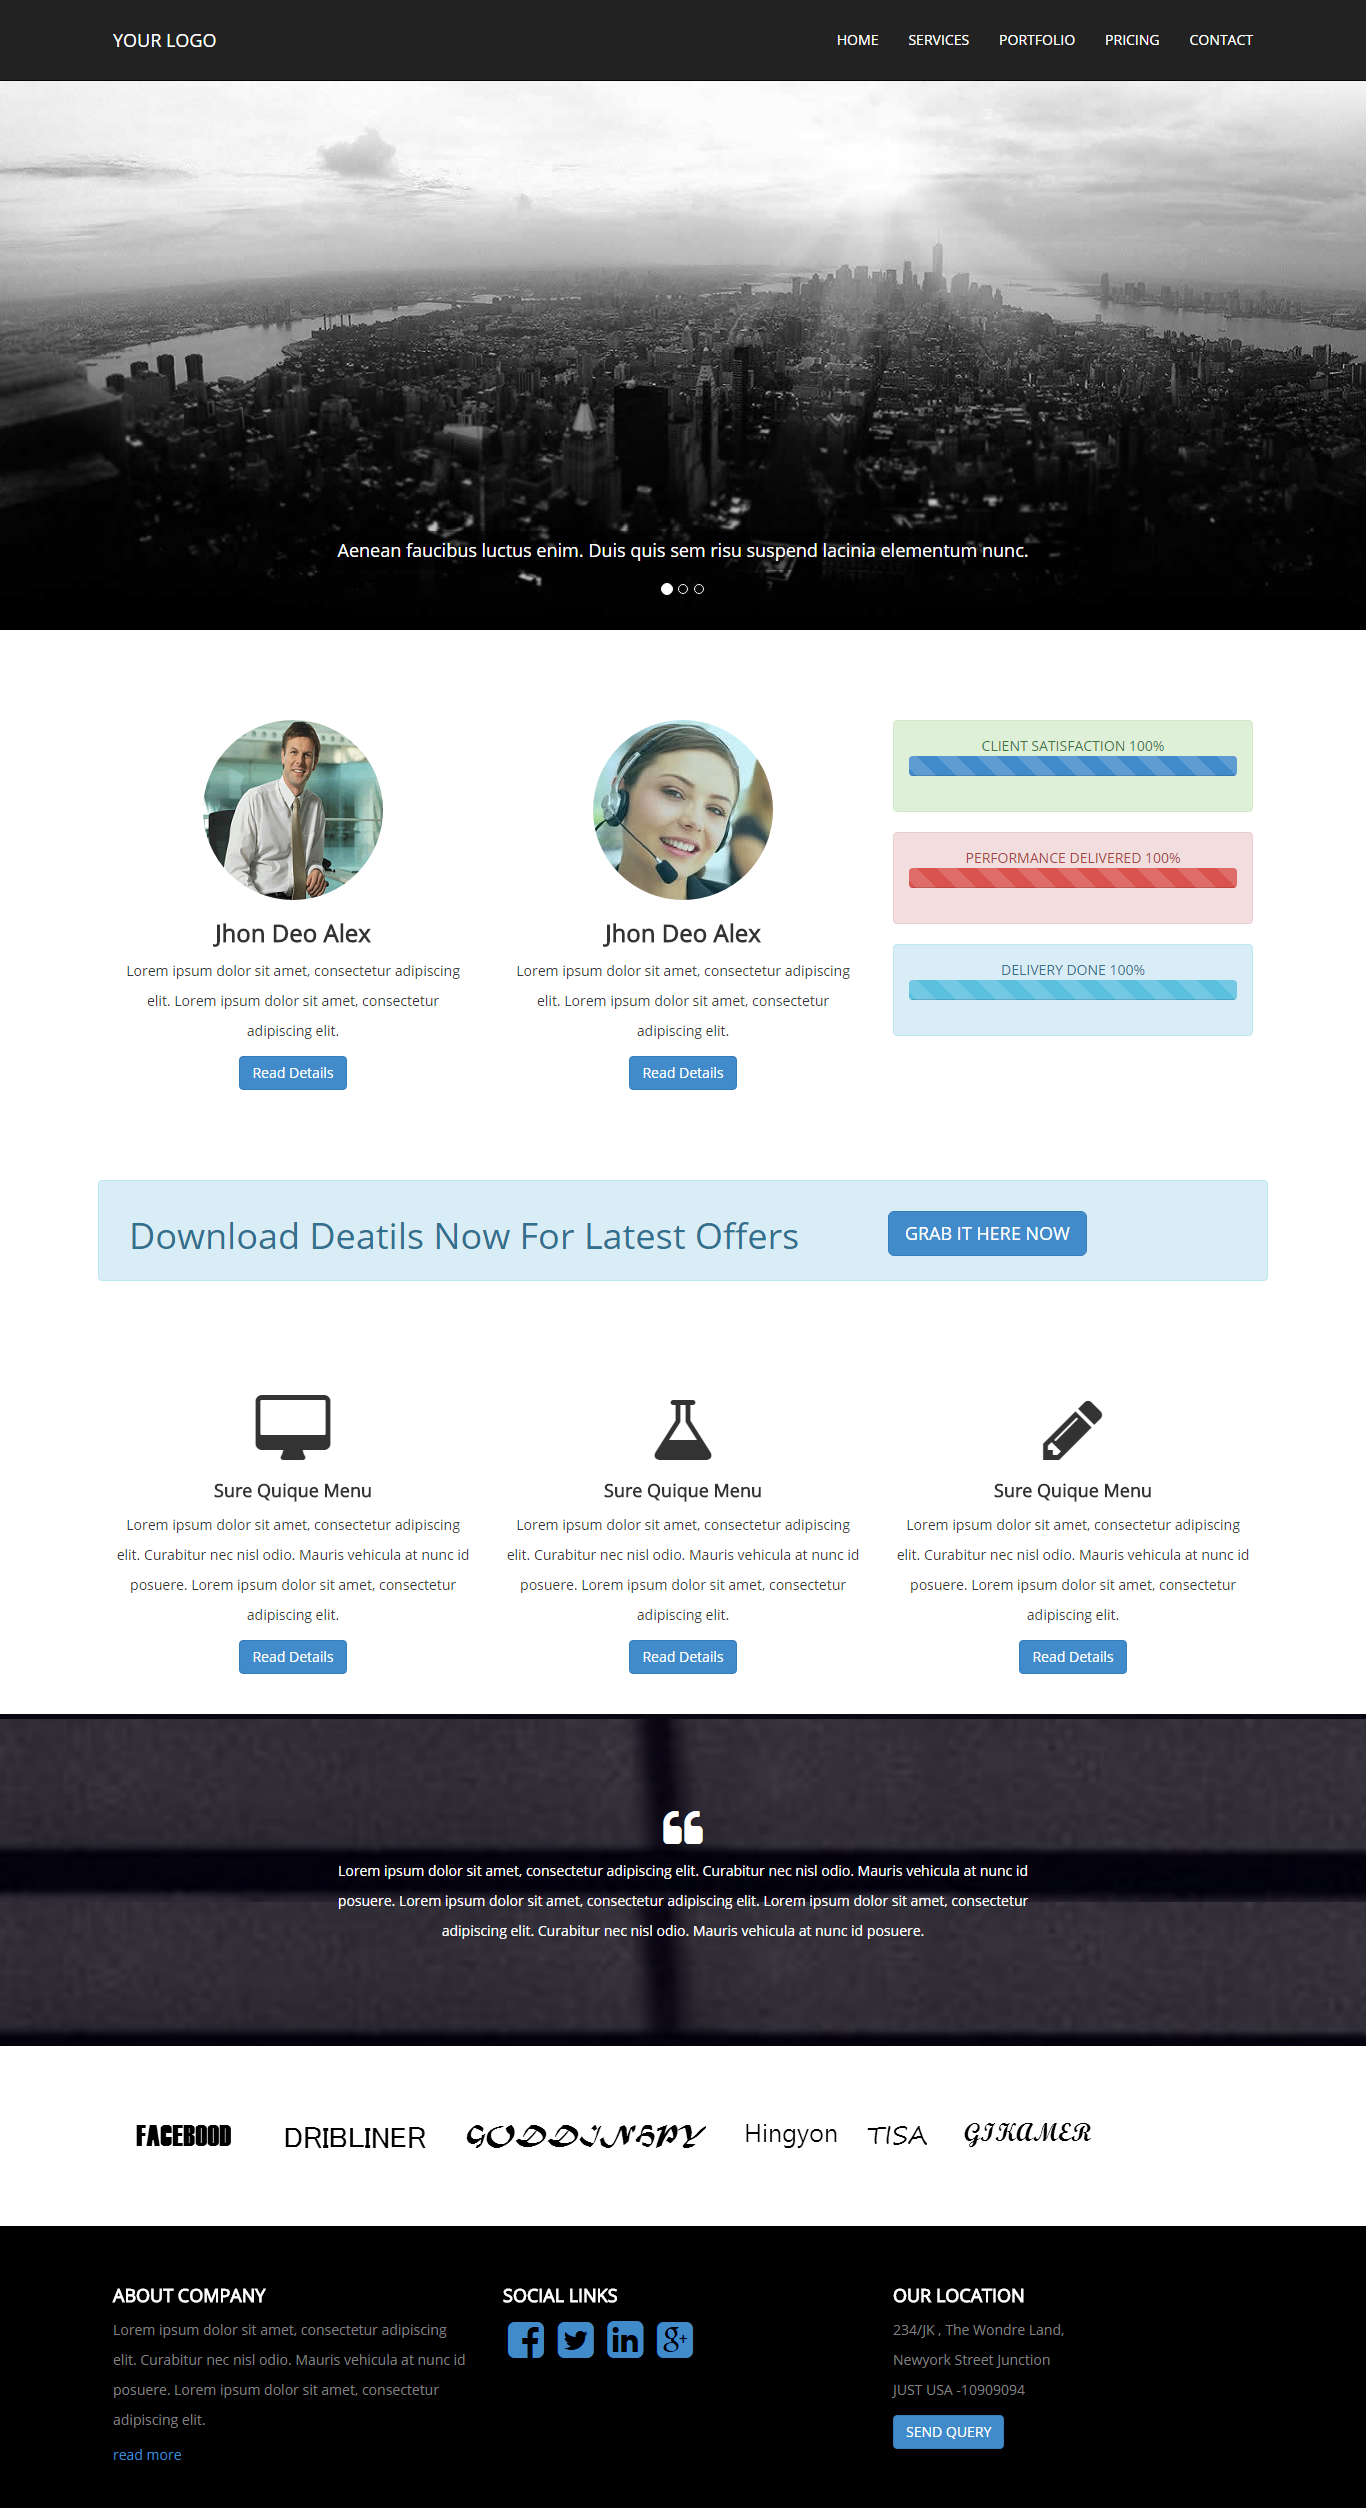 YOUR LOGO
HOME SERVICES PORTFOLIO PRICING CONTACT
Aenean faucibus luctus enim. Duis quis sem risu suspend lacinia elementum nunc.
Jhon Deo Alex
Lorem ipsum dolor sit amet, consectetur adipiscing
elit. Lorem ipsum dolor sit amet, consectetur
adipiscing elit.
Read Details
Jhon Deo Alex
Lorem ipsum dolor sit amet, consectetur adipiscing
elit. Lorem ipsum dolor sit amet, consectetur
adipiscing elit.
Read Details
CLIENT SATISFACTION 100%
PERFORMANCE DELIVERED 100%
DELIVERY DONE 100%
Download Deatils Now For Latest Offers
GRAB IT HERE NOW
Sure Quique Menu
Lorem ipsum dolor sit amet, consectetur adipiscing
elit. Curabitur nec nisl odio. Mauris vehicula at nunc id
posuere. Lorem ipsum dolor sit amet, consectetur
adipiscing elit.
Read Details
Sure Quique Menu
Lorem ipsum dolor sit amet, consectetur adipiscing
elit. Curabitur nec nisl odio. Mauris vehicula at nunc id
posuere. Lorem ipsum dolor sit amet, consectetur
adipiscing elit.
Read Details
Sure Quique Menu
Lorem ipsum dolor sit amet, consectetur adipiscing
elit. Curabitur nec nisl odio. Mauris vehicula at nunc id
posuere. Lorem ipsum dolor sit amet, consectetur
adipiscing elit.
Read Details
Lorem ipsum dolor sit amet, consectetur adipiscing elit. Curabitur nec nisl odio. Mauris vehicula at nunc id
posuere. Lorem ipsum dolor sit amet, consectetur adipiscing elit. Lorem ipsum dolor sit amet, consectetur
adipiscing elit. Curabitur nec nisl odio. Mauris vehicula at nunc id posuere.
FACEBOOD DRIBLINER GODDINHPY Hingyon TISA GIKAMER
ABOUT COMPANY
Lorem ipsum dolor sit amet, consectetur adipiscing
elit. Curabitur nec nisl odio. Mauris vehicula at nunc id
posuere. Lorem ipsum dolor sit amet, consectetur
adipiscing elit.
read more
SOCIAL LINKS
OUR LOCATION
234/JK , The Wondre Land,
Newyork Street Junction
JUST USA -10909094
SEND QUERY